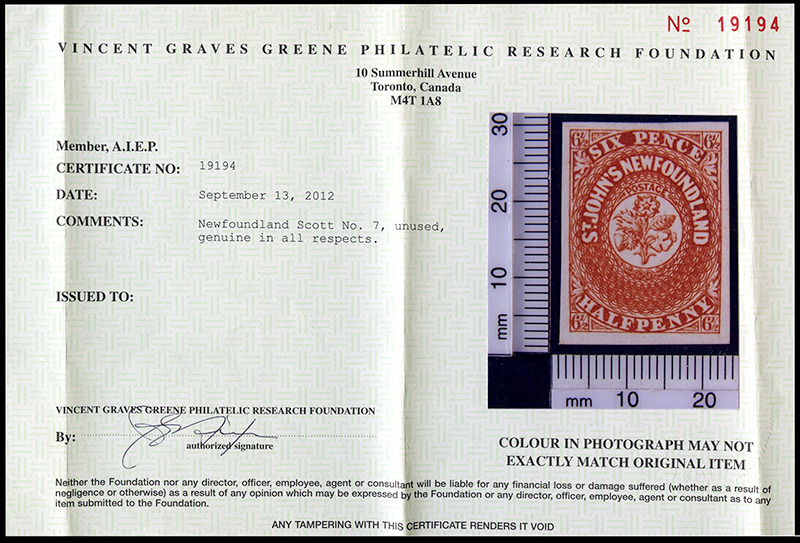 Nº 19194
VINCENT GRAVES GREENE PHILATELIC RESEARCH FOUNDATION
10 Summerhill Avenue
Toronto, Canada
M4T 1A8
Member, A.I.E.P.
CERTIFICATE NO: 19194
DATE: September 13, 2012
COMMENTS: Newfoundland Scott No. 7, unused,
genuine in all respects.
ISSUED TO:
30
20
10
mm
6½ SIX PENCE 6½
ST. JOHN'S NEWFOUNDLAND
POSTAGE
6½ HALFPENNY 6½
mm 10 20
VINCENT GRAVES GREENE PHILATELIC RESEARCH FOUNDATION
By:
authorized signature
COLOUR IN PHOTOGRAPH MAY NOT
EXACTLY MATCH ORIGINAL ITEM
Neither the Foundation nor any director, officer, employee, agent or consultant will be liable for any financial loss or damage suffered (whether as a result of
negligence or otherwise) as a result of any opinion which may be expressed by the Foundation or any director, officer, employee, agent or consultant as to any
item submitted to the Foundation.
ANY TAMPERING WITH THIS CERTIFICATE RENDERS IT VOID